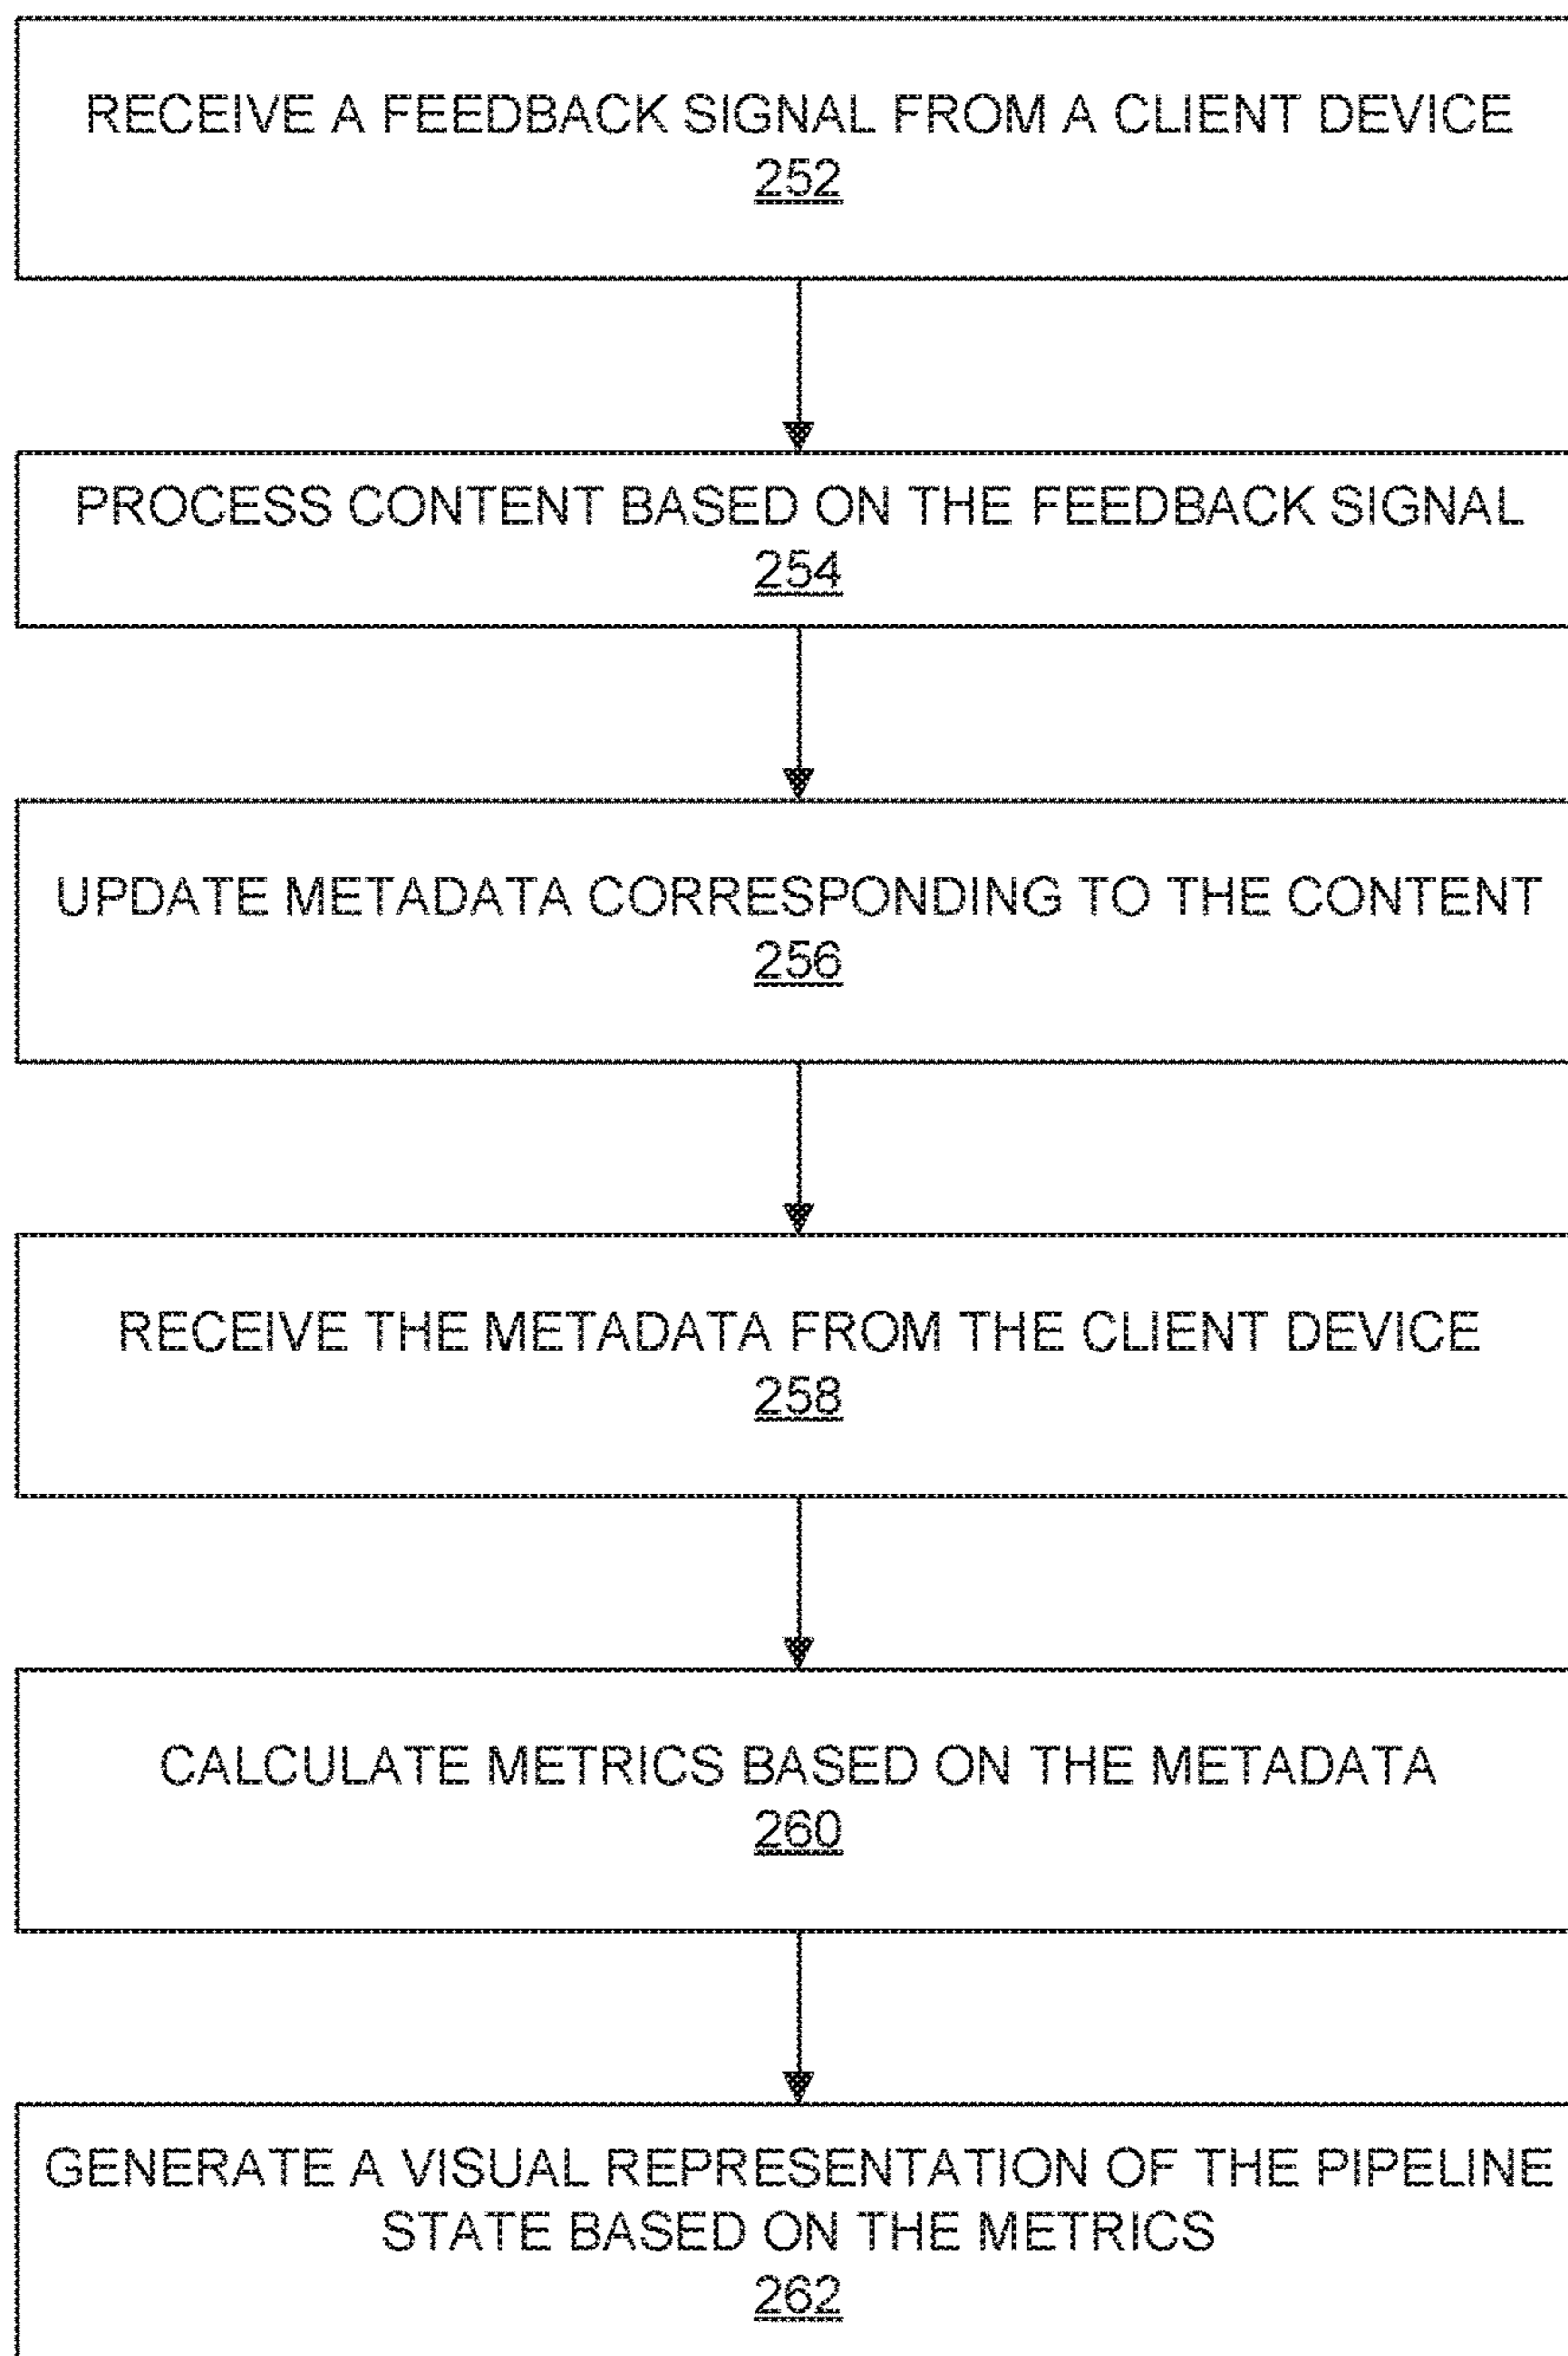 RECEIVE A FEEDBACK SIGNAL FROM A CLIENT DEVICE
252
PROCESS CONTENT BASED ON THE FEEDBACK SIGNAL
254
UPDATE METADATA CORRESPONDING TO THE CONTENT
256
RECEIVE THE METADATA FROM THE CLIENT DEVICE
258
CALCULATE METRICS BASED ON THE METADATA
260
GENERATE A VISUAL REPRESENTATION OF THE PIPELINE
STATE BASED ON THE METRICS
262